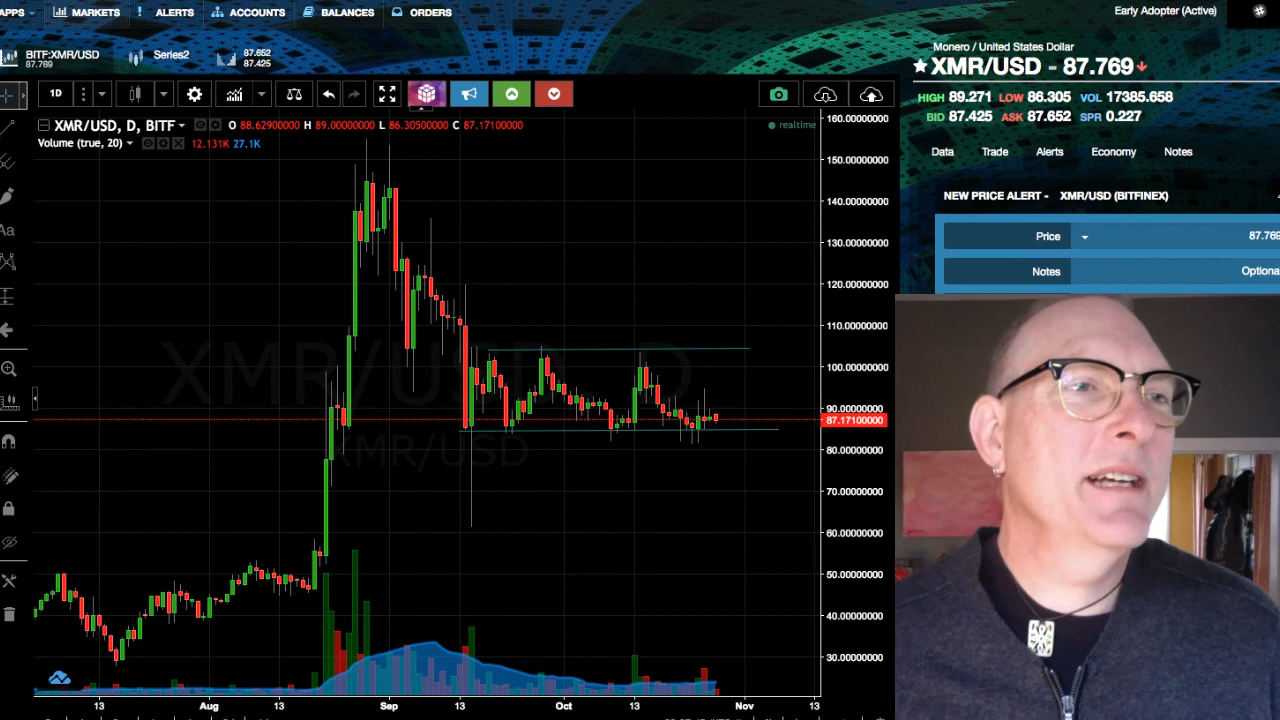 APPS MARKETS ALERTS ACCOUNTS BALANCES ORDERS
Early Adopter (Active)
BITF:XMR/USD
87.769
Series2
87.652
87.425
Monero / United States Dollar
XMR/USD - 87.769
HIGH 89.271 LOW 86.305 VOL 17385.658
BID 87.425 ASK 87.652 SPR 0.227
Data Trade Alerts Economy Notes
NEW PRICE ALERT - XMR/USD (BITFINEX)
Price 87.769
Notes Optiona
1D
XMR/USD, D, BITF O 88.62900000 H 89.00000000 L 86.30500000 C 87.17100000
realtime
Volume (true, 20) 12.131K 27.1K
Aa
XMR/USD
XMR/USD
160.00000000
150.00000000
140.00000000
130.00000000
120.00000000
110.00000000
100.00000000
90.00000000
87.17100000
80.00000000
70.00000000
60.00000000
50.00000000
40.00000000
30.00000000
13 Aug 13 Sep 13 Oct 13 Nov 13